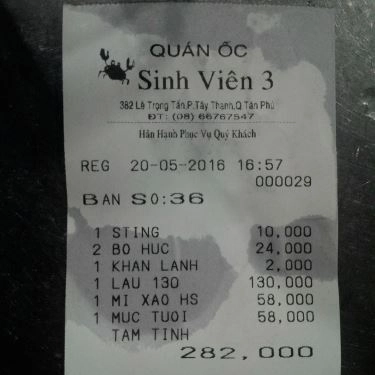 QUÁN ỐC
Sinh Viên 3
382 Lê Trọng Tấn,P.Tây Thạnh,Q Tân Phú
ĐT: (08) 66767547
Hân Hạnh Phục Vụ Quý Khách
REG 20-05-2016 16:57
000029
BAN SO:36
1 STING 10,000
2 BO HUC 24,000
1 KHAN LANH 2,000
1 LAU 130 130,000
1 MI XAO HS 58,000
1 MUC TUOI 58,000
TAM TINH
282,000